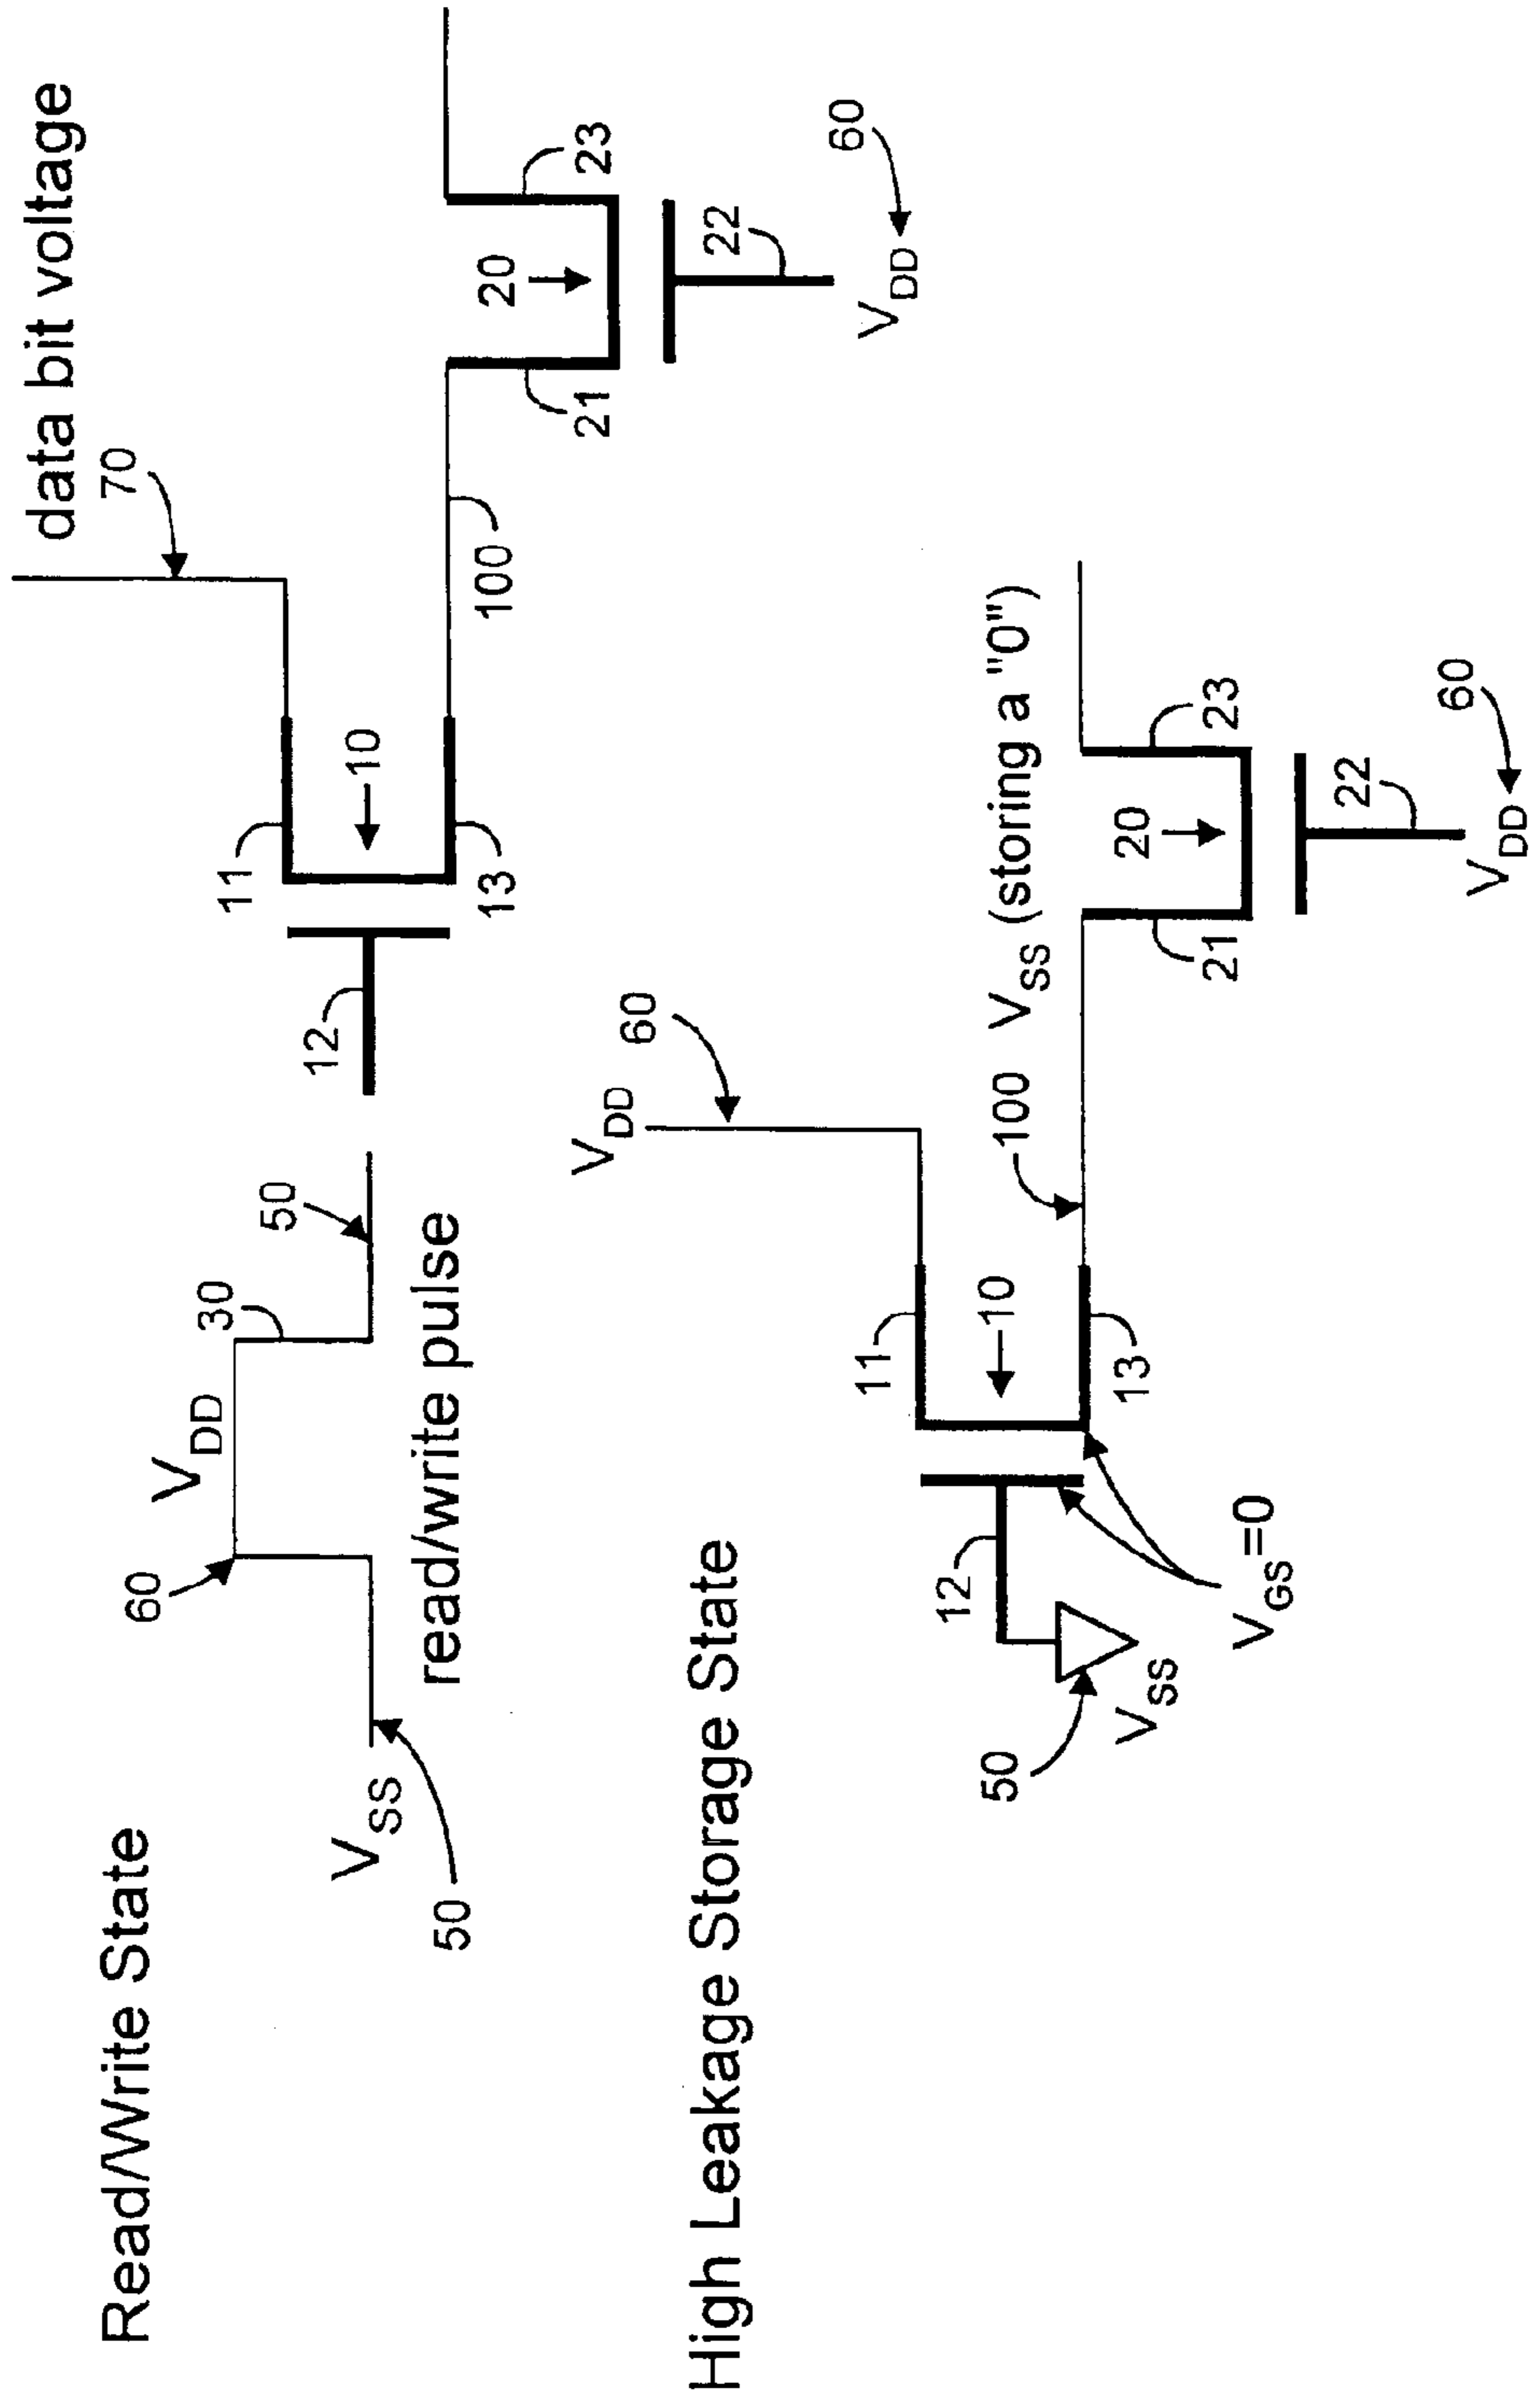 Read/Write State
data bit voltage
70
60
V_DD
30
50
11
10
12
V_SS
50
read/write pulse
13
100
20
21
23
22
V_DD
60
High Leakage Storage State
V_DD
60
11
12
10
100
V_SS (storing a "0")
50
V_SS
13
V_GS=0
20
21
23
22
V_DD
60